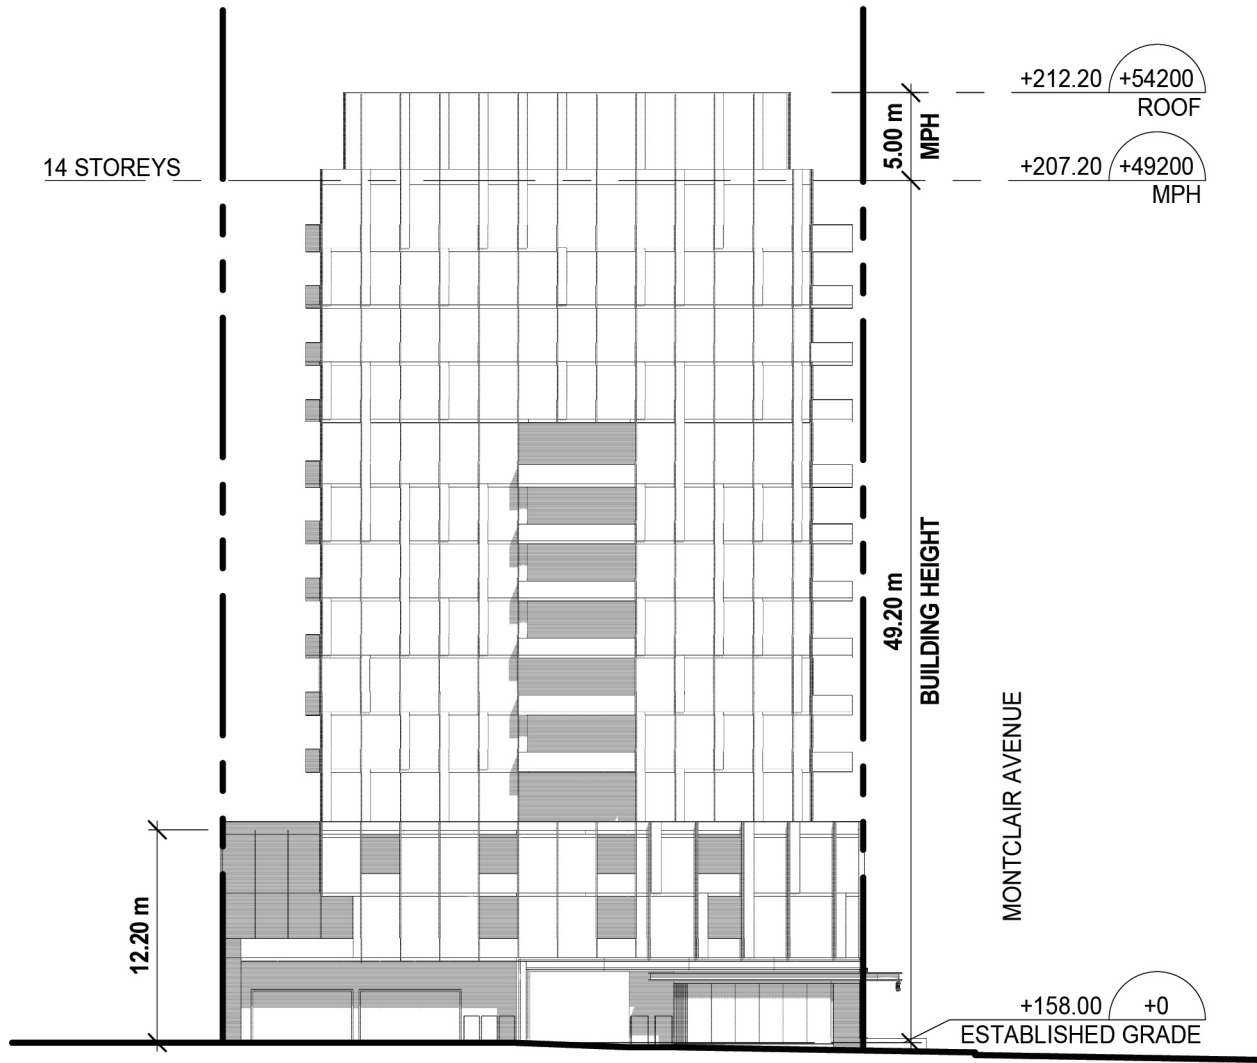 +212.20 +54200
ROOF
5.00 m
MPH
14 STOREYS
+207.20 +49200
MPH
49.20 m
BUILDING HEIGHT
MONTCLAIR AVENUE
12.20 m
+158.00 +0
ESTABLISHED GRADE